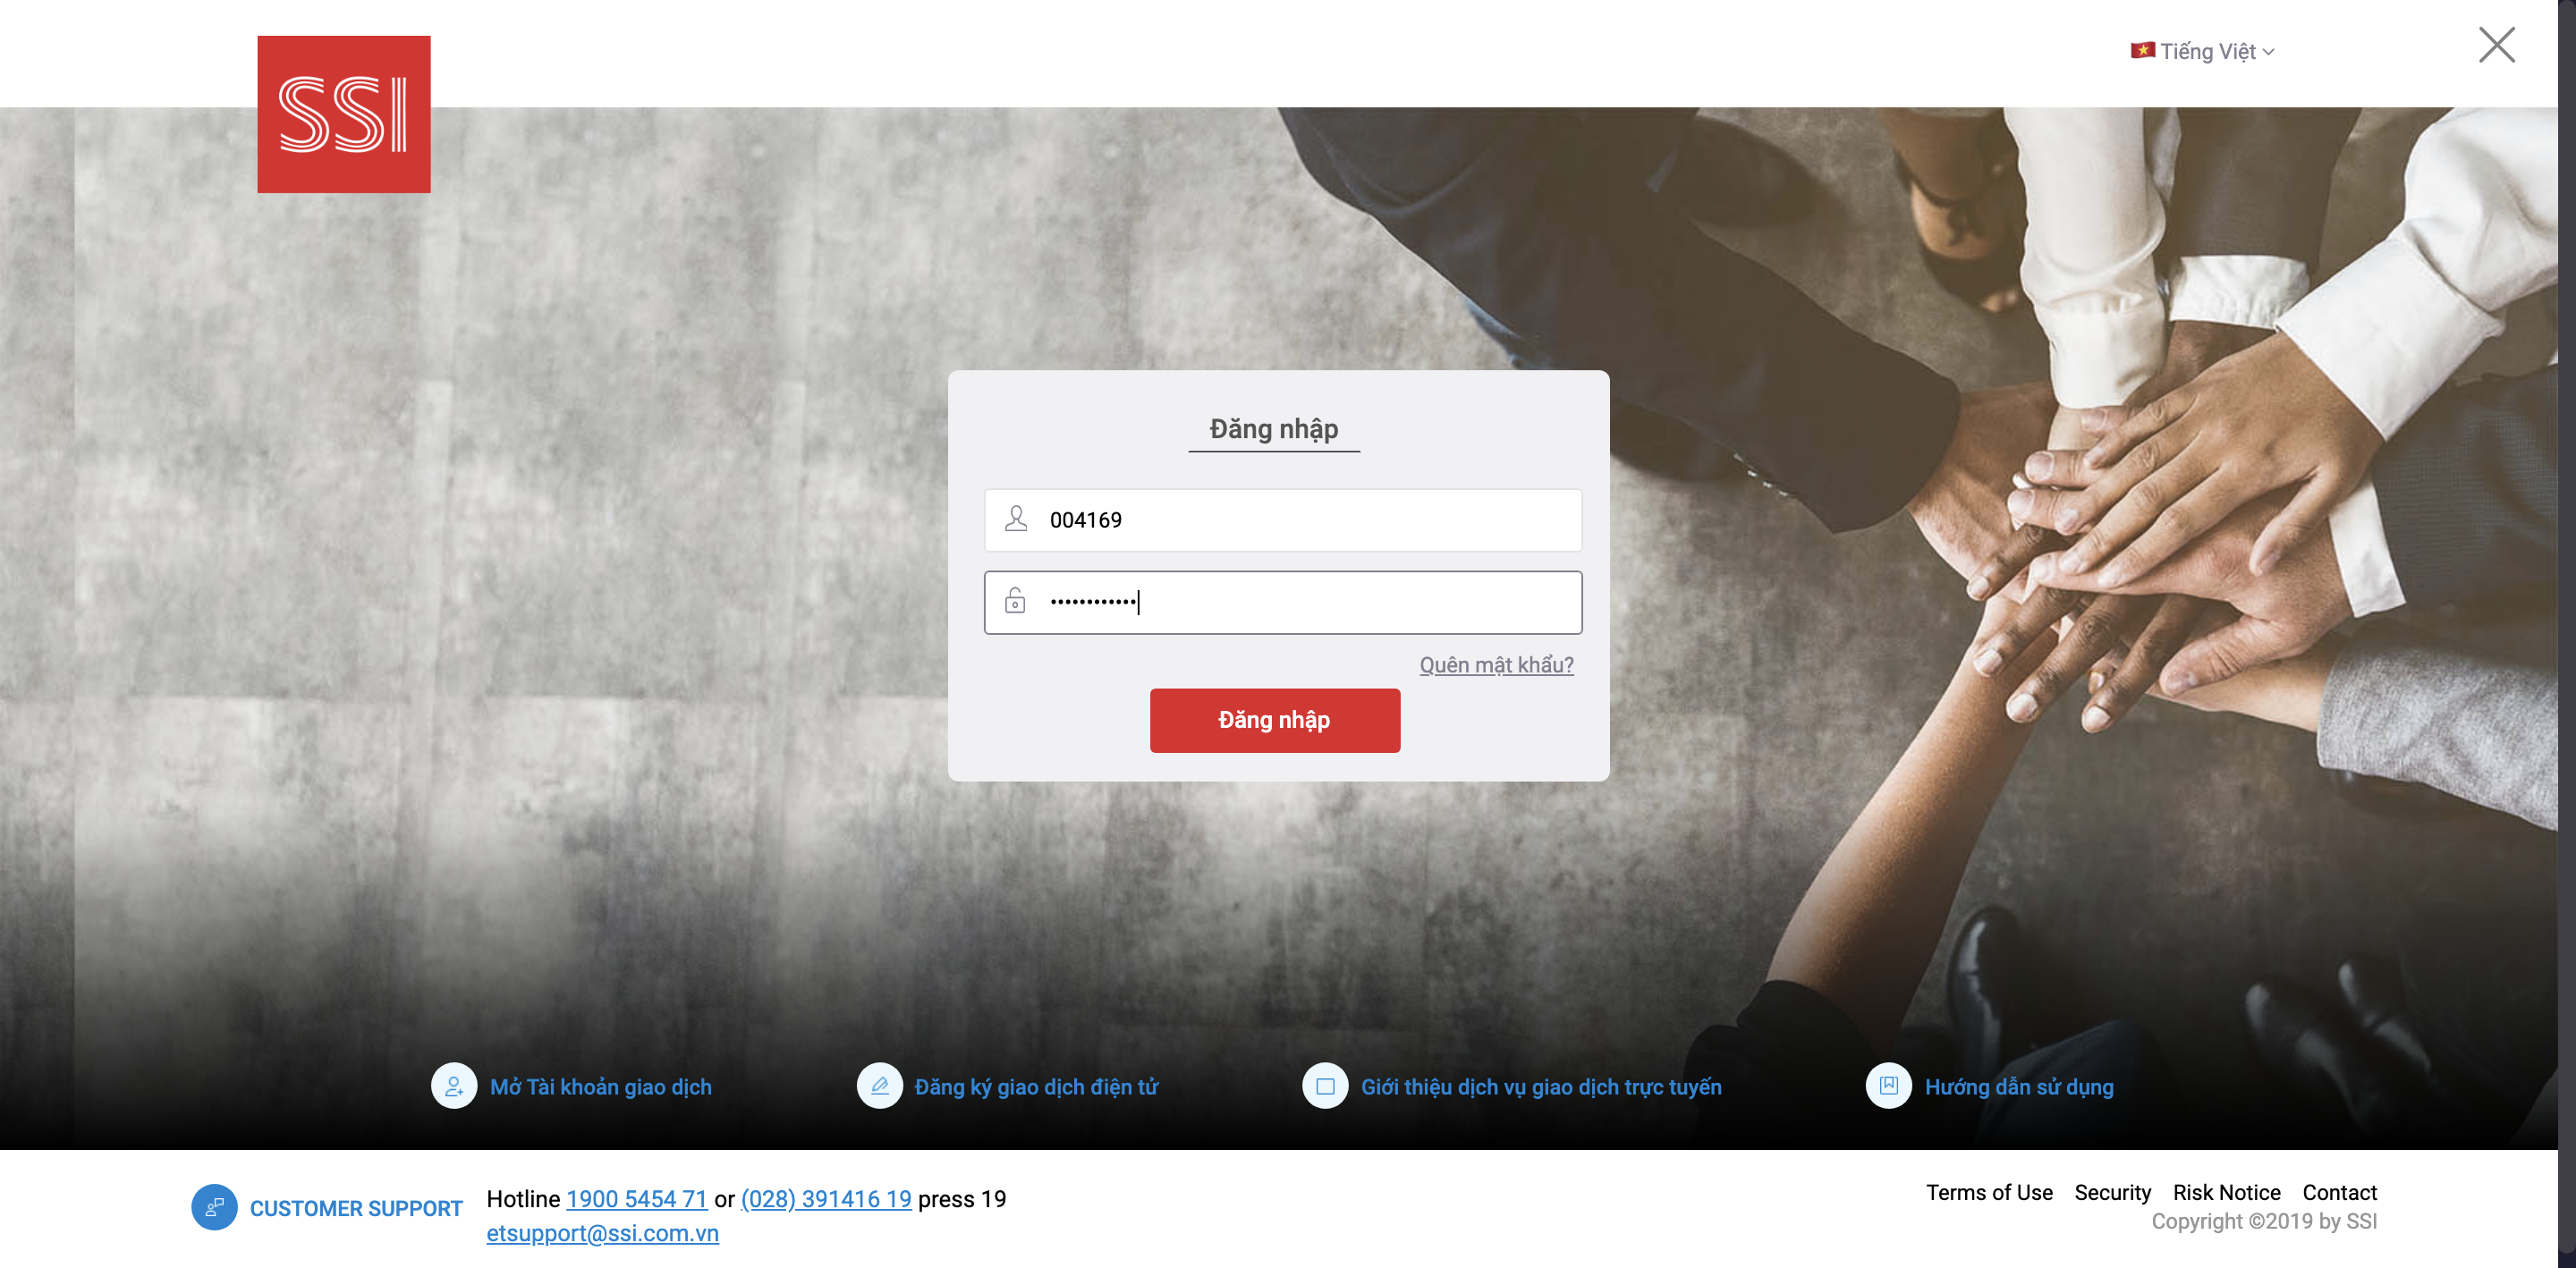 SSI
Tiếng Việt
Đăng nhập
004169
••••••••••••
Quên mật khẩu?
Đăng nhập
Mở Tài khoản giao dịch
Đăng ký giao dịch điện tử
Giới thiệu dịch vụ giao dịch trực tuyến
Hướng dẫn sử dụng
CUSTOMER SUPPORT
Hotline 1900 5454 71 or (028) 391416 19 press 19
etsupport@ssi.com.vn
Terms of Use Security Risk Notice Contact
Copyright ©2019 by SSI